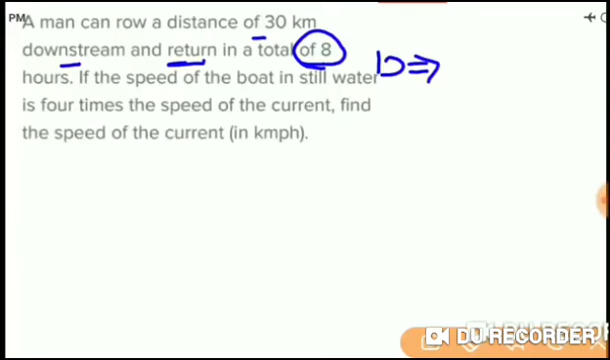 PM
A man can row a distance of 30 km
downstream and return in a total of 8
hours. If the speed of the boat in still water
is four times the speed of the current, find
the speed of the current (in kmph).
D ⇒
DU RECORDER